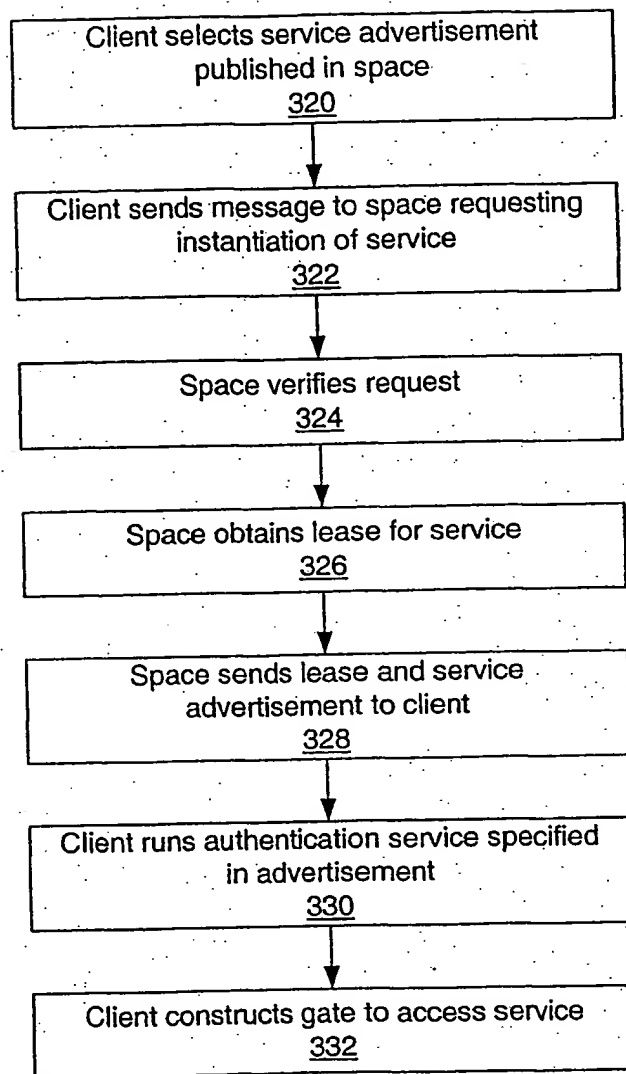 Client selects service advertisement
published in space
320
Client sends message to space requesting
instantiation of service
322
Space verifies request
324
Space obtains lease for service
326
Space sends lease and service
advertisement to client
328
Client runs authentication service specified
in advertisement
330
Client constructs gate to access service
332